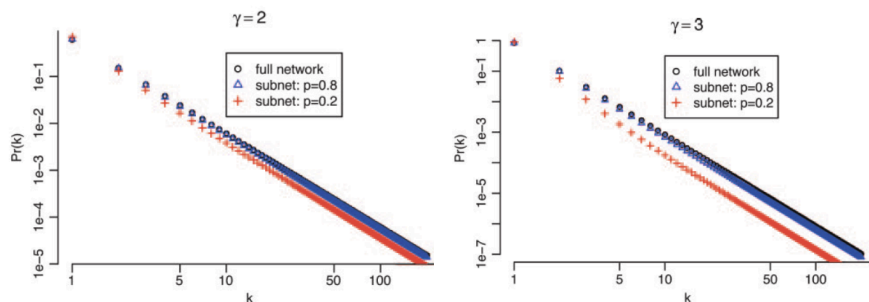 γ = 2
Pr(k)
1e−1
1e−2
1e−3
1e−4
1e−5
full network
subnet: p=0.8
subnet: p=0.2
1 5 10 50 100
k
γ = 3
Pr(k)
1
1e−1
1e−3
1e−5
1e−7
full network
subnet: p=0.8
subnet: p=0.2
1 5 10 50 100
k